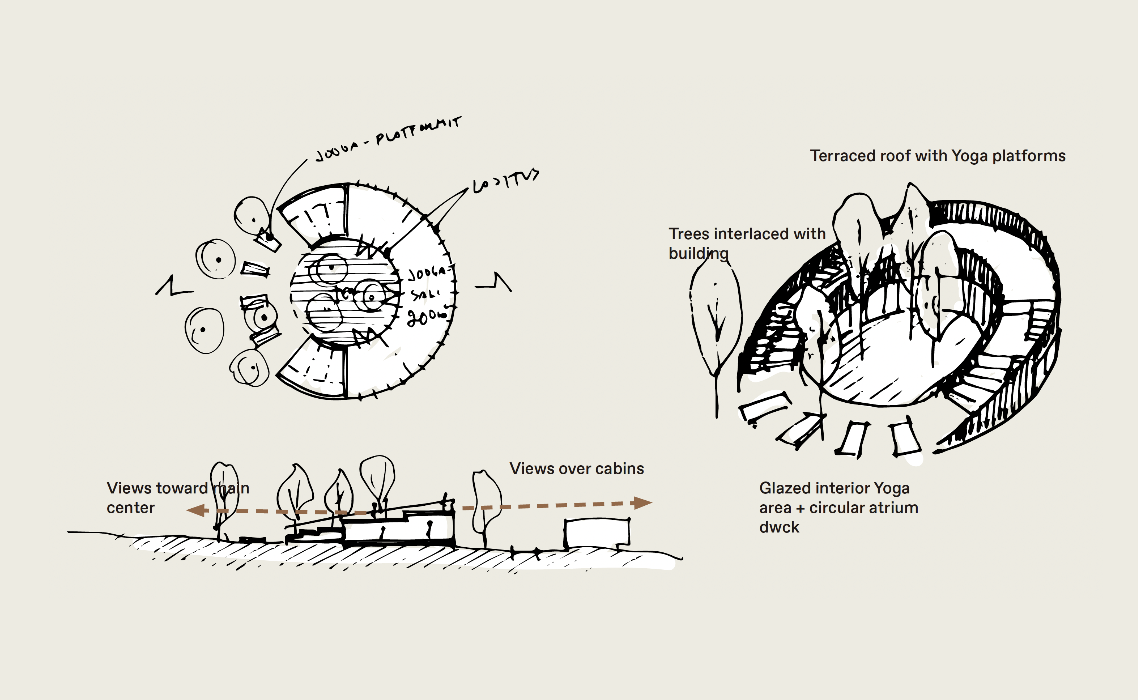 JOOGA-PLATFORMIT
Terraced roof with Yoga platforms
LASITUS
Trees interlaced with
building
JOOGA-
SALI
200m²
Views over cabins
Views toward main
center
Glazed interior Yoga
area + circular atrium
dwck